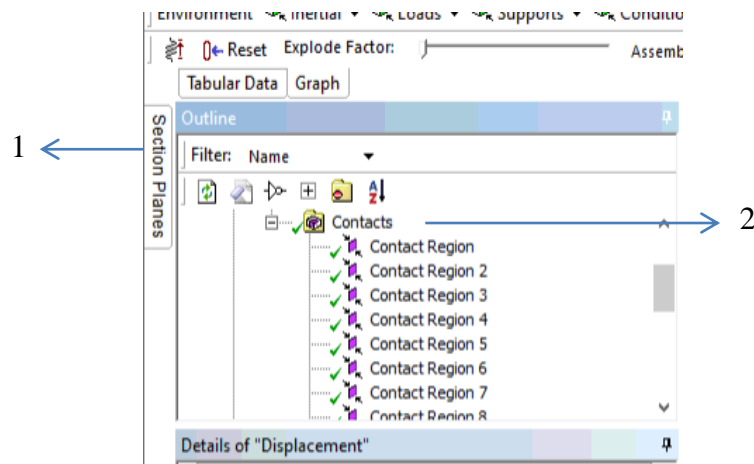 Environment Inertial Loads Supports Conditio
Reset Explode Factor: Assemb
Tabular Data Graph
Section Planes
1
Outline
Filter: Name
Contacts
2
Contact Region
Contact Region 2
Contact Region 3
Contact Region 4
Contact Region 5
Contact Region 6
Contact Region 7
Contact Region 8
Details of "Displacement"